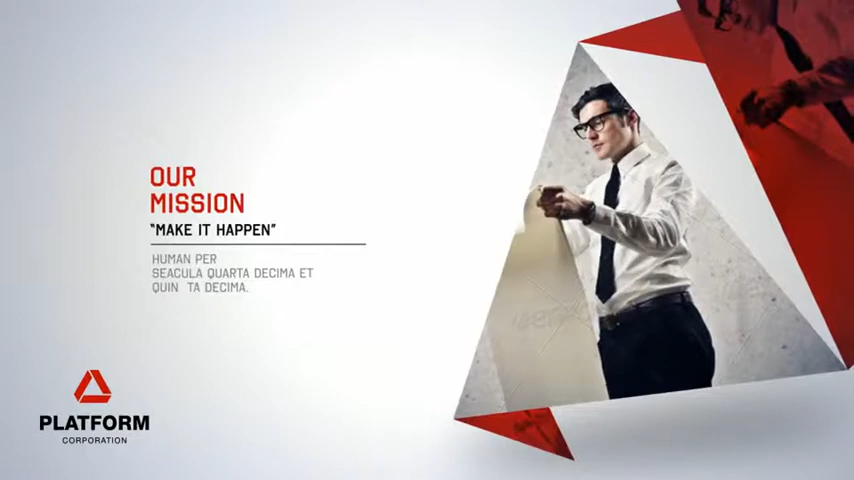 OUR
MISSION
"MAKE IT HAPPEN"
HUMAN PER
SEACULA QUARTA DECIMA ET
QUIN  TA DECIMA.
PLATFORM
CORPORATION